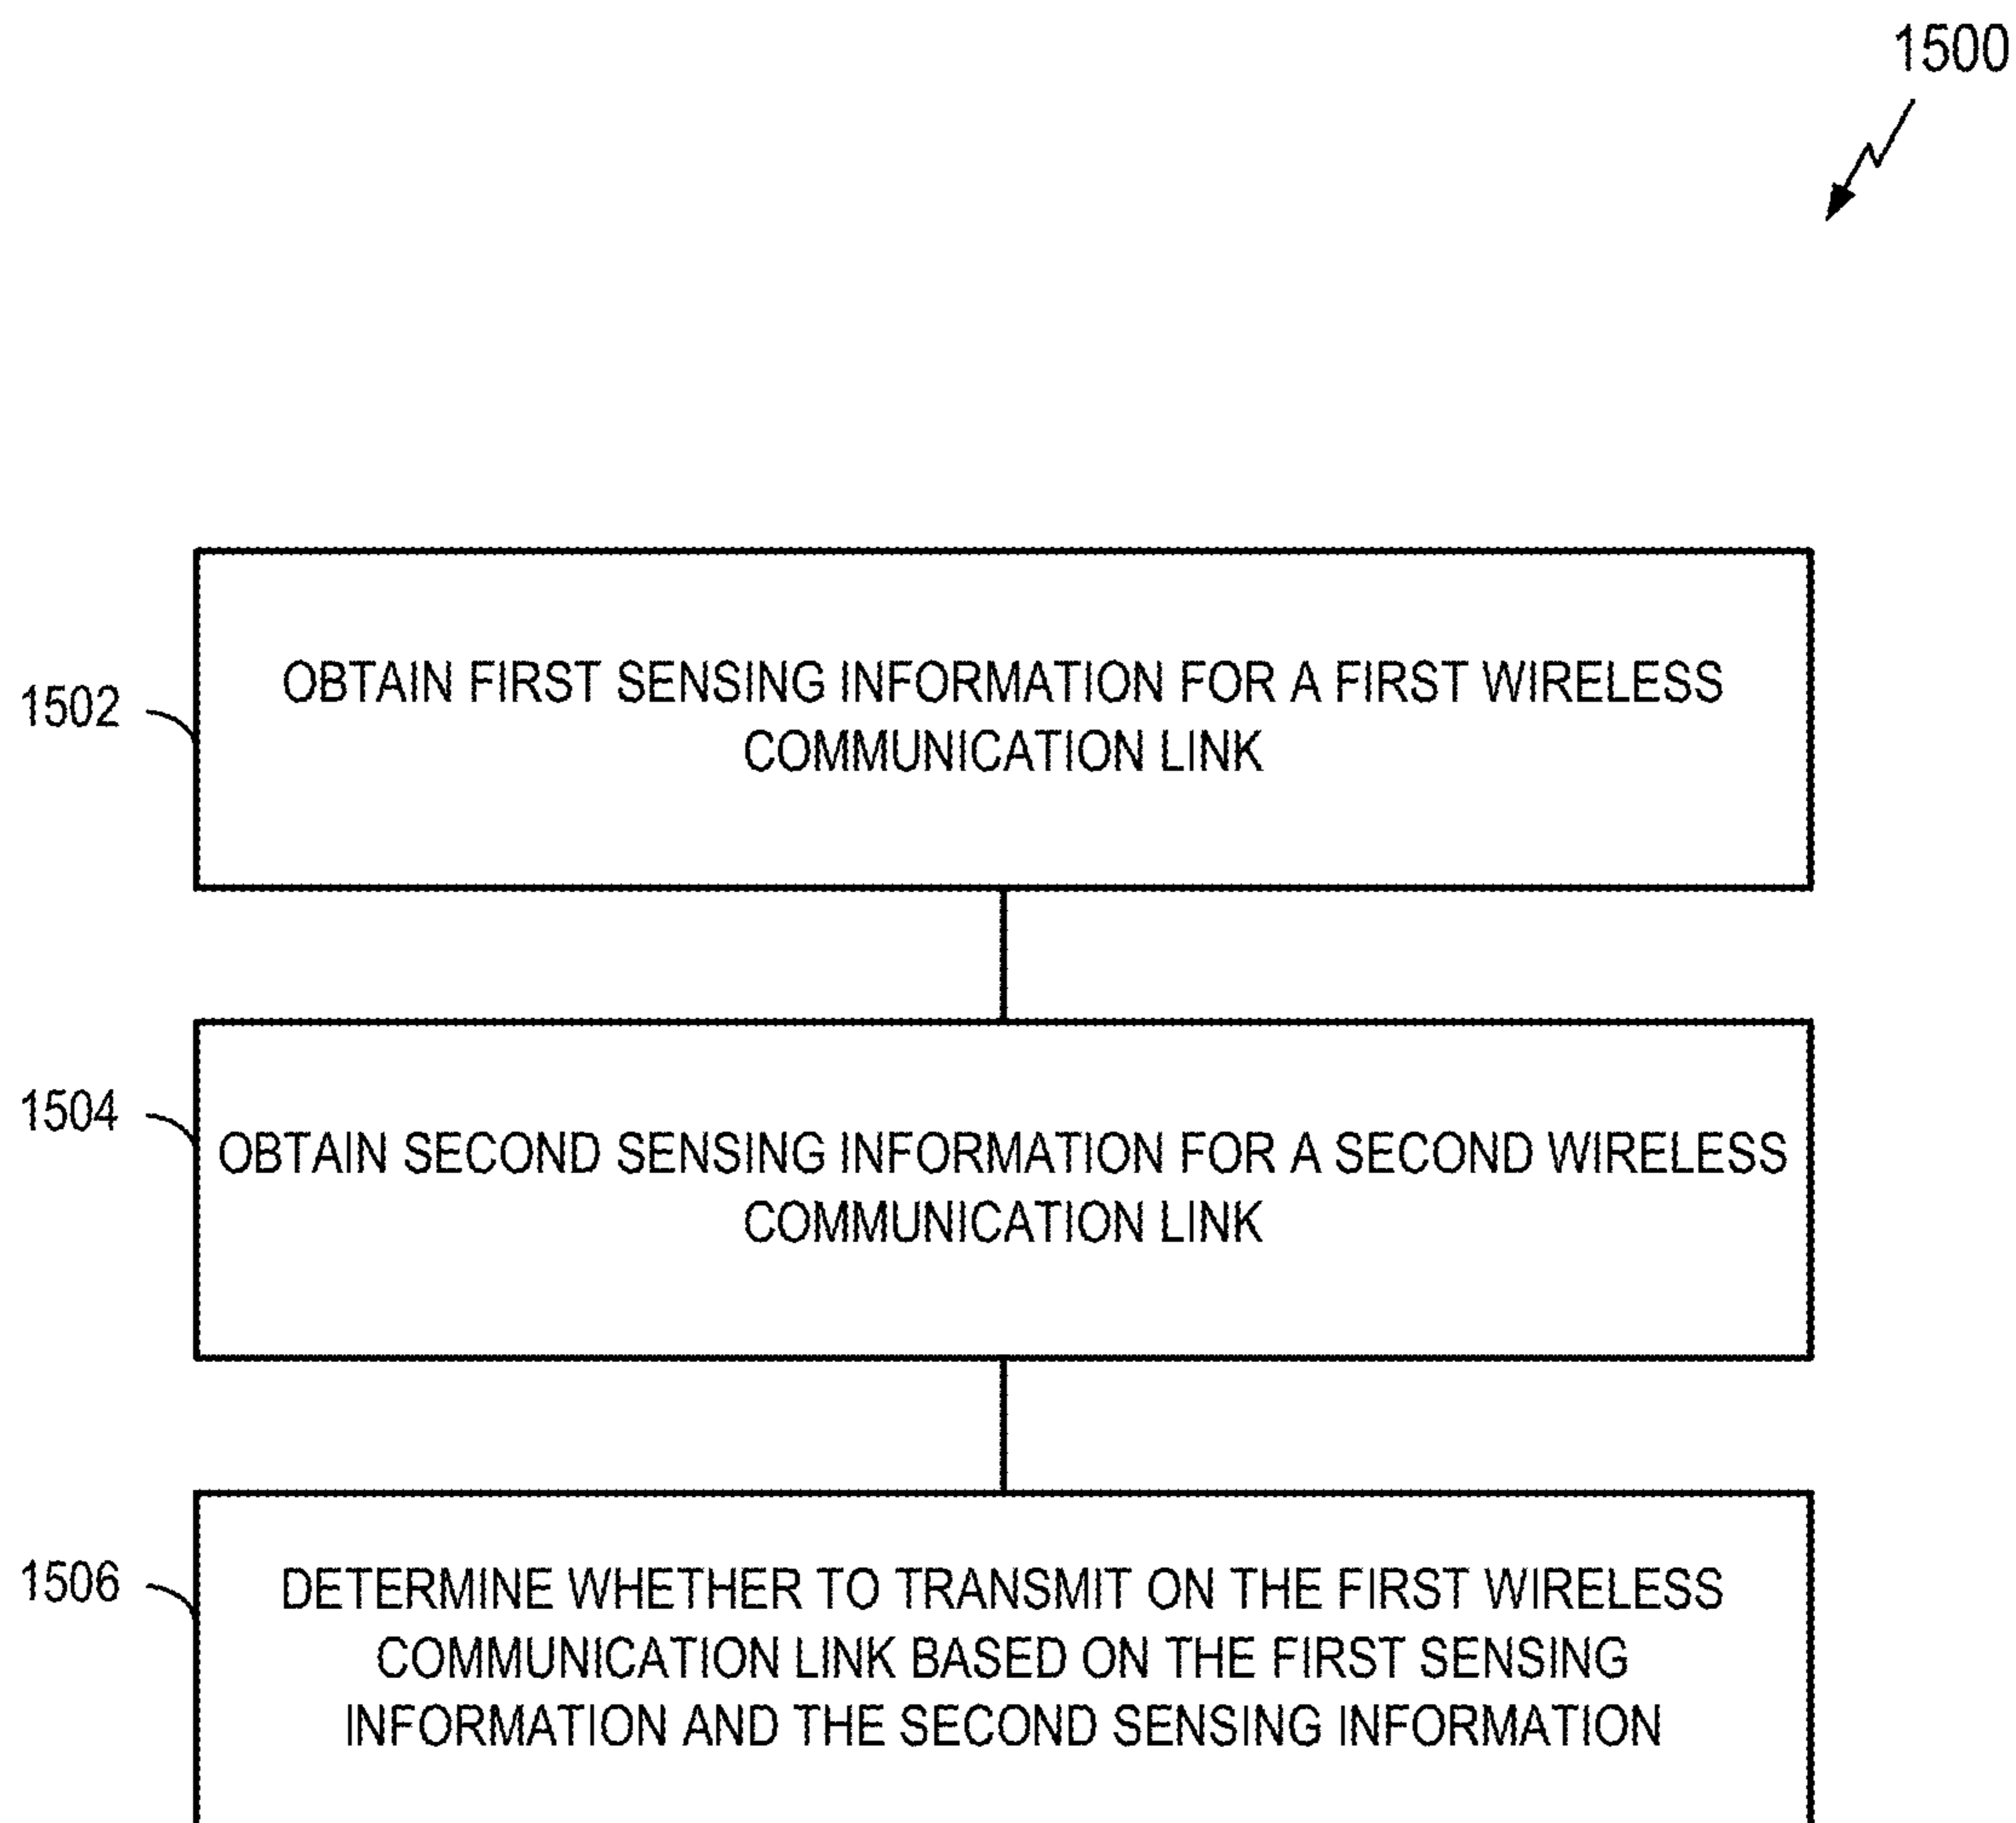 1500
1502
OBTAIN FIRST SENSING INFORMATION FOR A FIRST WIRELESS
COMMUNICATION LINK
1504
OBTAIN SECOND SENSING INFORMATION FOR A SECOND WIRELESS
COMMUNICATION LINK
1506
DETERMINE WHETHER TO TRANSMIT ON THE FIRST WIRELESS
COMMUNICATION LINK BASED ON THE FIRST SENSING
INFORMATION AND THE SECOND SENSING INFORMATION